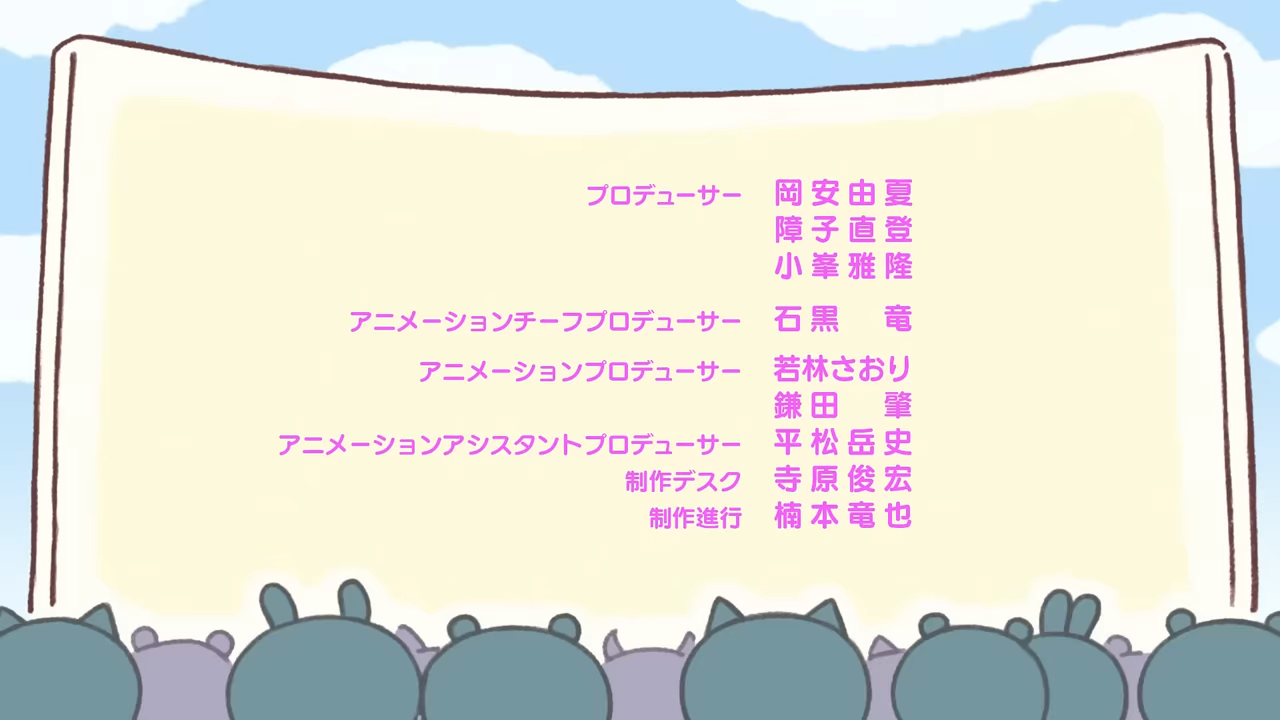 プロデューサー 岡安由夏
障子直登
小峯雅隆
アニメーションチーフプロデューサー 石黒 竜
アニメーションプロデューサー 若林さおり
鎌田 肇
アニメーションアシスタントプロデューサー 平松岳史
制作デスク 寺原俊宏
制作進行 楠本竜也